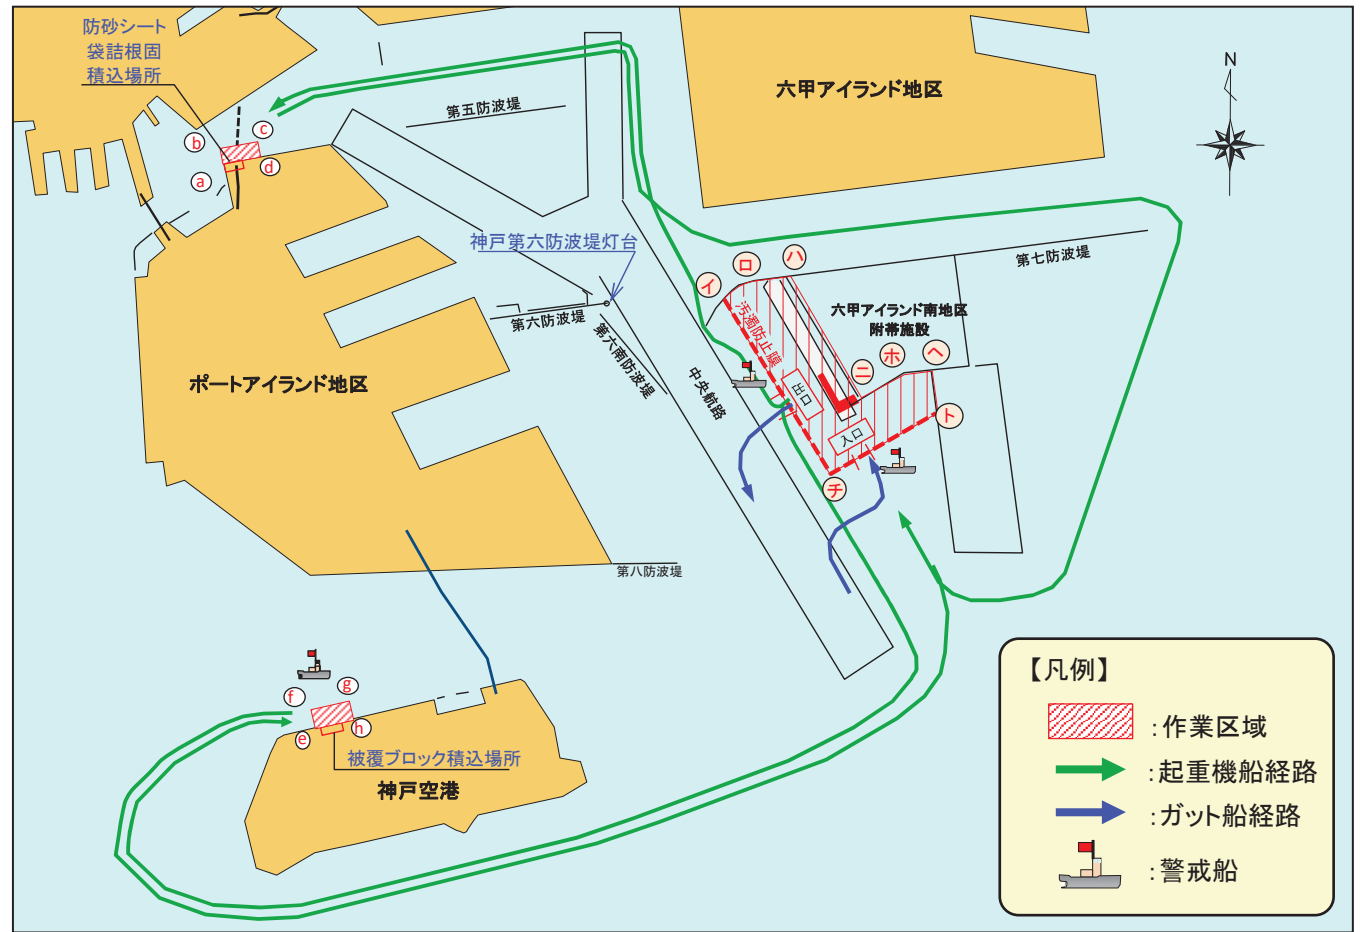 防砂シート
袋詰根固
積込場所
b
c
a
d
第五防波堤
六甲アイランド地区
N
神戸第六防波堤灯台
第六防波堤
第六南防波堤
中央航路
第七防波堤
イ
ロ
ハ
汚濁防止膜
六甲アイランド南地区
附帯施設
ニ
ホ
ヘ
ト
チ
出口
入口
ポートアイランド地区
第八防波堤
f
g
e
h
被覆ブロック積込場所
神戸空港
【凡例】
:作業区域
:起重機船経路
:ガット船経路
:警戒船